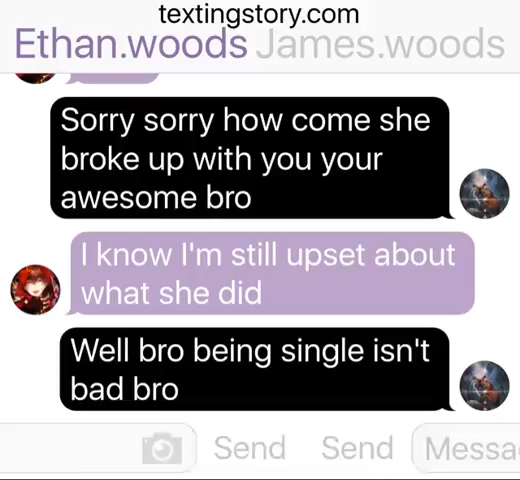 textingstory.com
Ethan.woods James.woods
Sorry sorry how come she
broke up with you your
awesome bro
I know I'm still upset about
what she did
Well bro being single isn't
bad bro
Send Send Messa